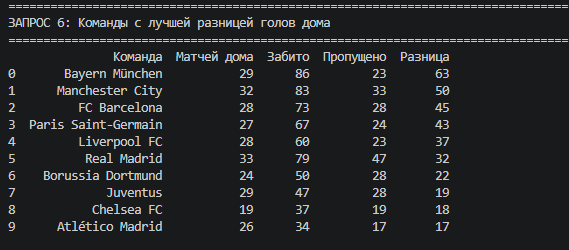 ================================================================================
ЗАПРОС 6: Команды с лучшей разницей голов дома
================================================================================
Команда Матчей дома Забито Пропущено Разница
0 Bayern München 29 86 23 63
1 Manchester City 32 83 33 50
2 FC Barcelona 28 73 28 45
3 Paris Saint-Germain 27 67 24 43
4 Liverpool FC 28 60 23 37
5 Real Madrid 33 79 47 32
6 Borussia Dortmund 24 50 28 22
7 Juventus 29 47 28 19
8 Chelsea FC 19 37 19 18
9 Atlético Madrid 26 34 17 17